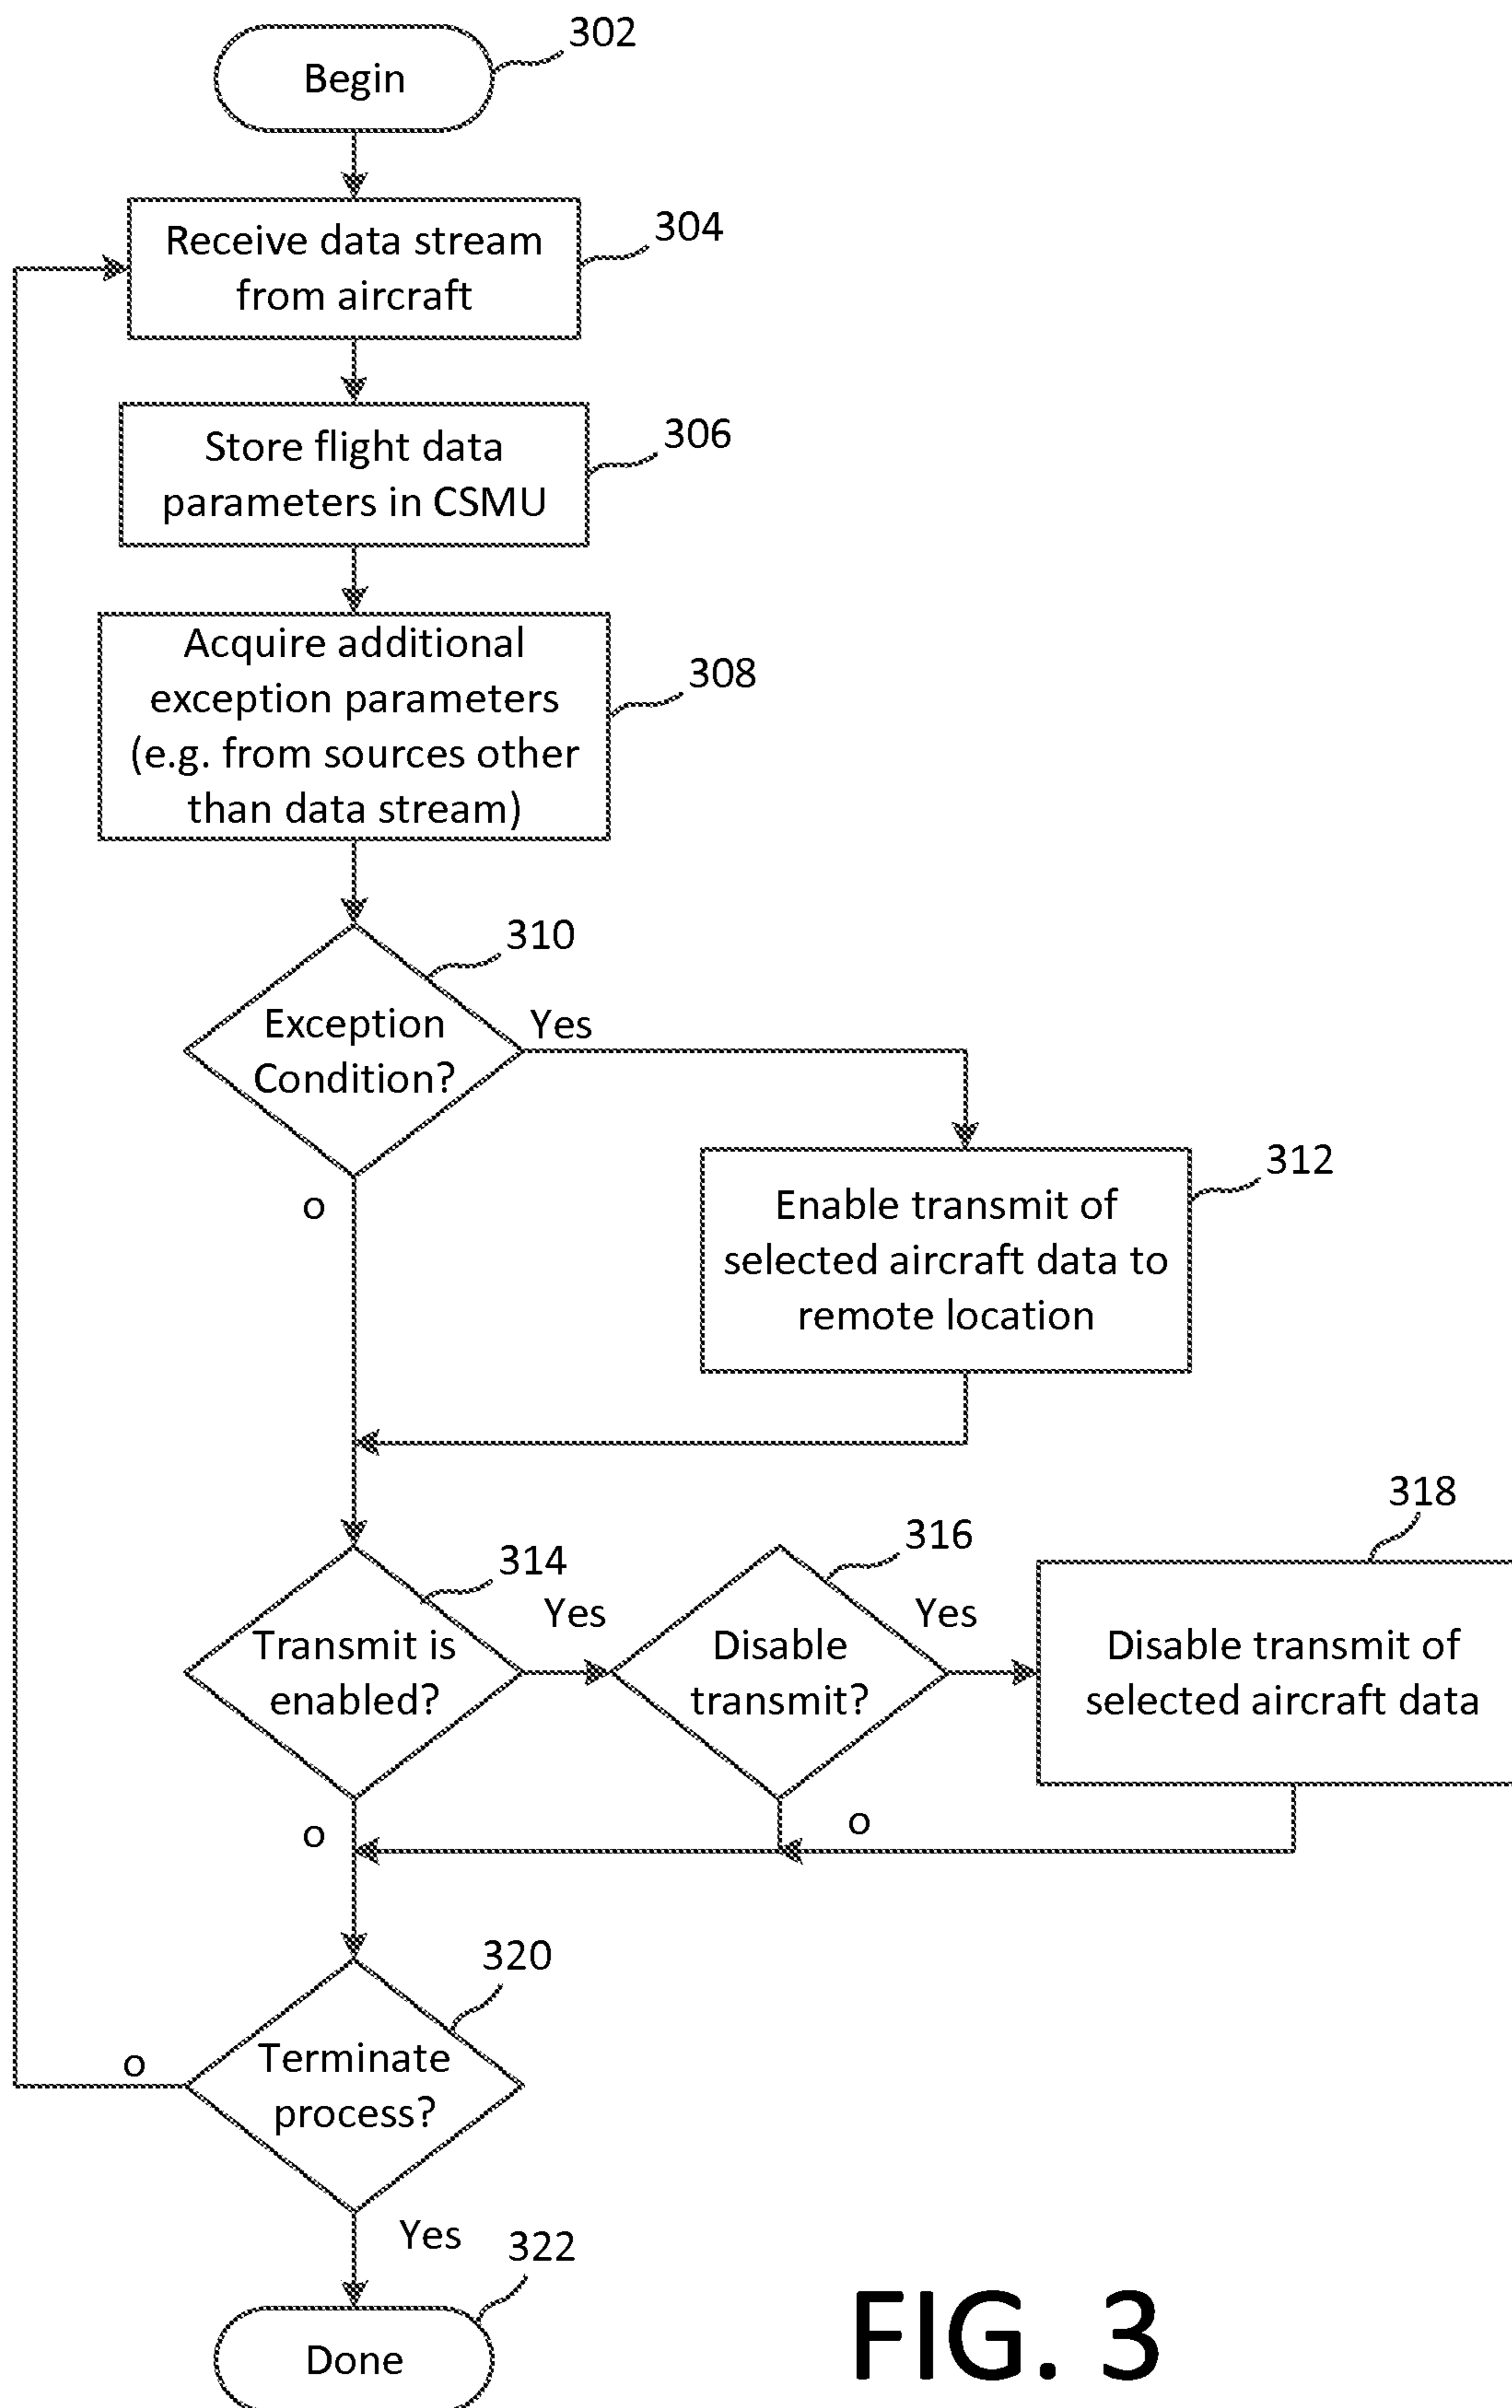 302
Begin
304
Receive data stream
from aircraft
306
Store flight data
parameters in CSMU
308
Acquire additional
exception parameters
(e.g. from sources other
than data stream)
310
Exception
Condition?
Yes
o
312
Enable transmit of
selected aircraft data to
remote location
314
Transmit is
enabled?
Yes
o
316
Disable
transmit?
Yes
o
318
Disable transmit of
selected aircraft data
320
Terminate
process?
o
Yes
322
Done
FIG. 3